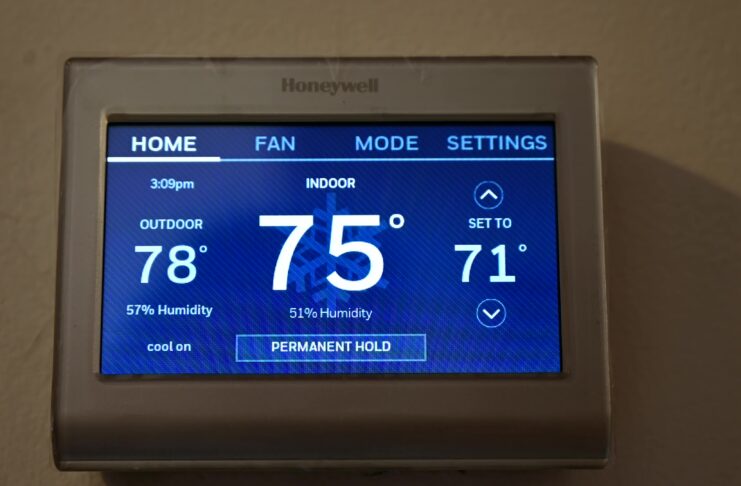 Honeywell
HOME FAN MODE SETTINGS
3:09pm INDOOR
OUTDOOR 75° SET TO
78° 71°
57% Humidity 51% Humidity
cool on PERMANENT HOLD